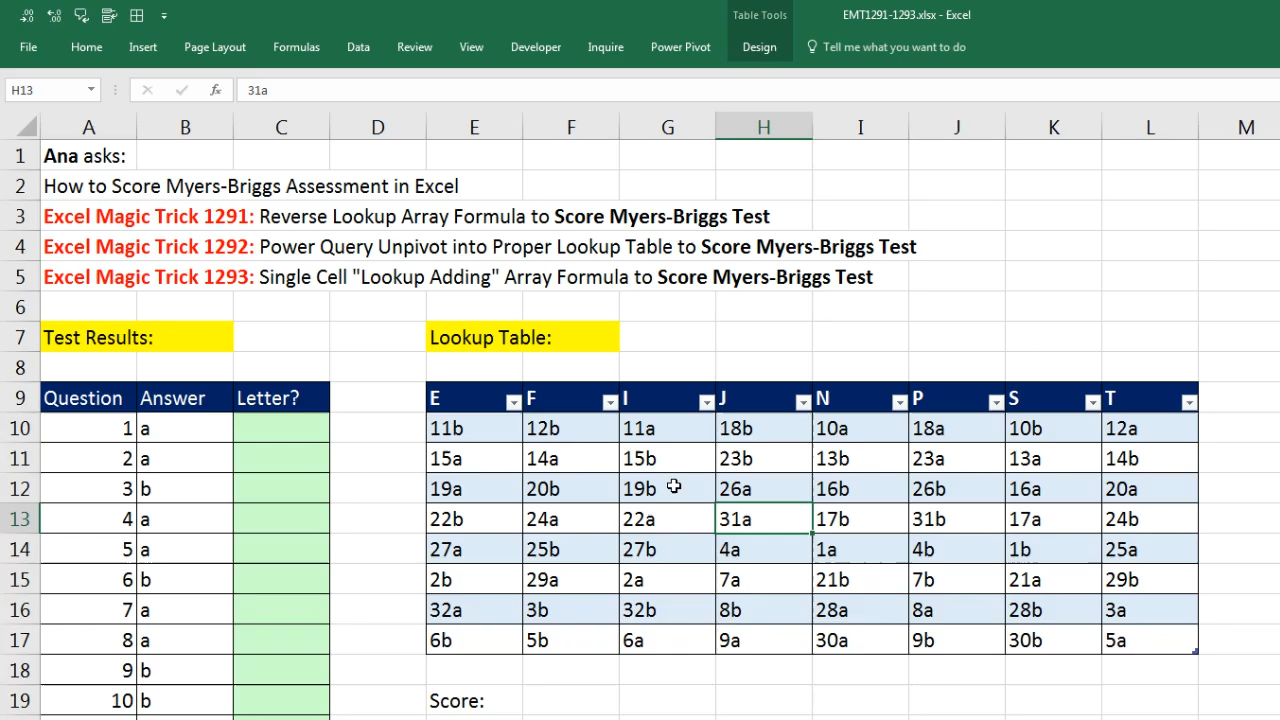 Table Tools
EMT1291-1293.xlsx - Excel
File Home Insert Page Layout Formulas Data Review View Developer Inquire Power Pivot Design Tell me what you want to do
H13 fx 31a
A B C D E F G H I J K L M
1 Ana asks:
2 How to Score Myers-Briggs Assessment in Excel
3 Excel Magic Trick 1291: Reverse Lookup Array Formula to Score Myers-Briggs Test
4 Excel Magic Trick 1292: Power Query Unpivot into Proper Lookup Table to Score Myers-Briggs Test
5 Excel Magic Trick 1293: Single Cell "Lookup Adding" Array Formula to Score Myers-Briggs Test
6
7 Test Results: Lookup Table:
8
9 Question Answer Letter? E F I J N P S T
10 1 a 11b 12b 11a 18b 10a 18a 10b 12a
11 2 a 15a 14a 15b 23b 13b 23a 13a 14b
12 3 b 19a 20b 19b 26a 16b 26b 16a 20a
13 4 a 22b 24a 22a 31a 17b 31b 17a 24b
14 5 a 27a 25b 27b 4a 1a 4b 1b 25a
15 6 b 2b 29a 2a 7a 21b 7b 21a 29b
16 7 a 32a 3b 32b 8b 28a 8a 28b 3a
17 8 a 6b 5b 6a 9a 30a 9b 30b 5a
18 9 b
19 10 b Score: